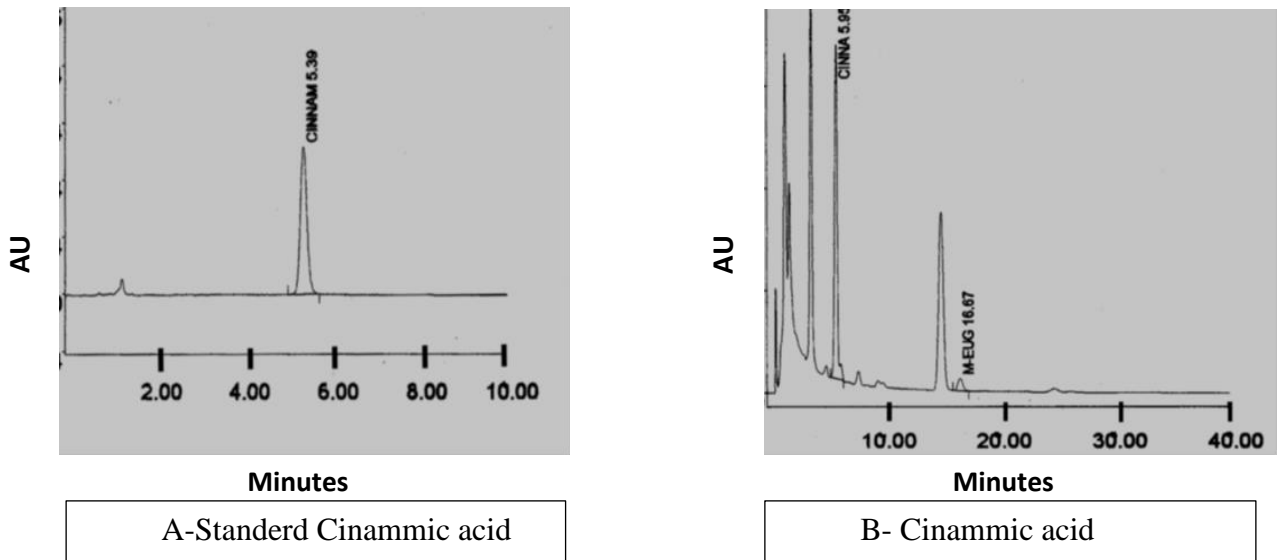 CINNAM 5.39
AU
2.00 4.00 6.00 8.00 10.00
Minutes
A-Standerd Cinammic acid
CINNA 5.95
M-EUG 16.67
AU
10.00 20.00 30.00 40.00
Minutes
B- Cinammic acid